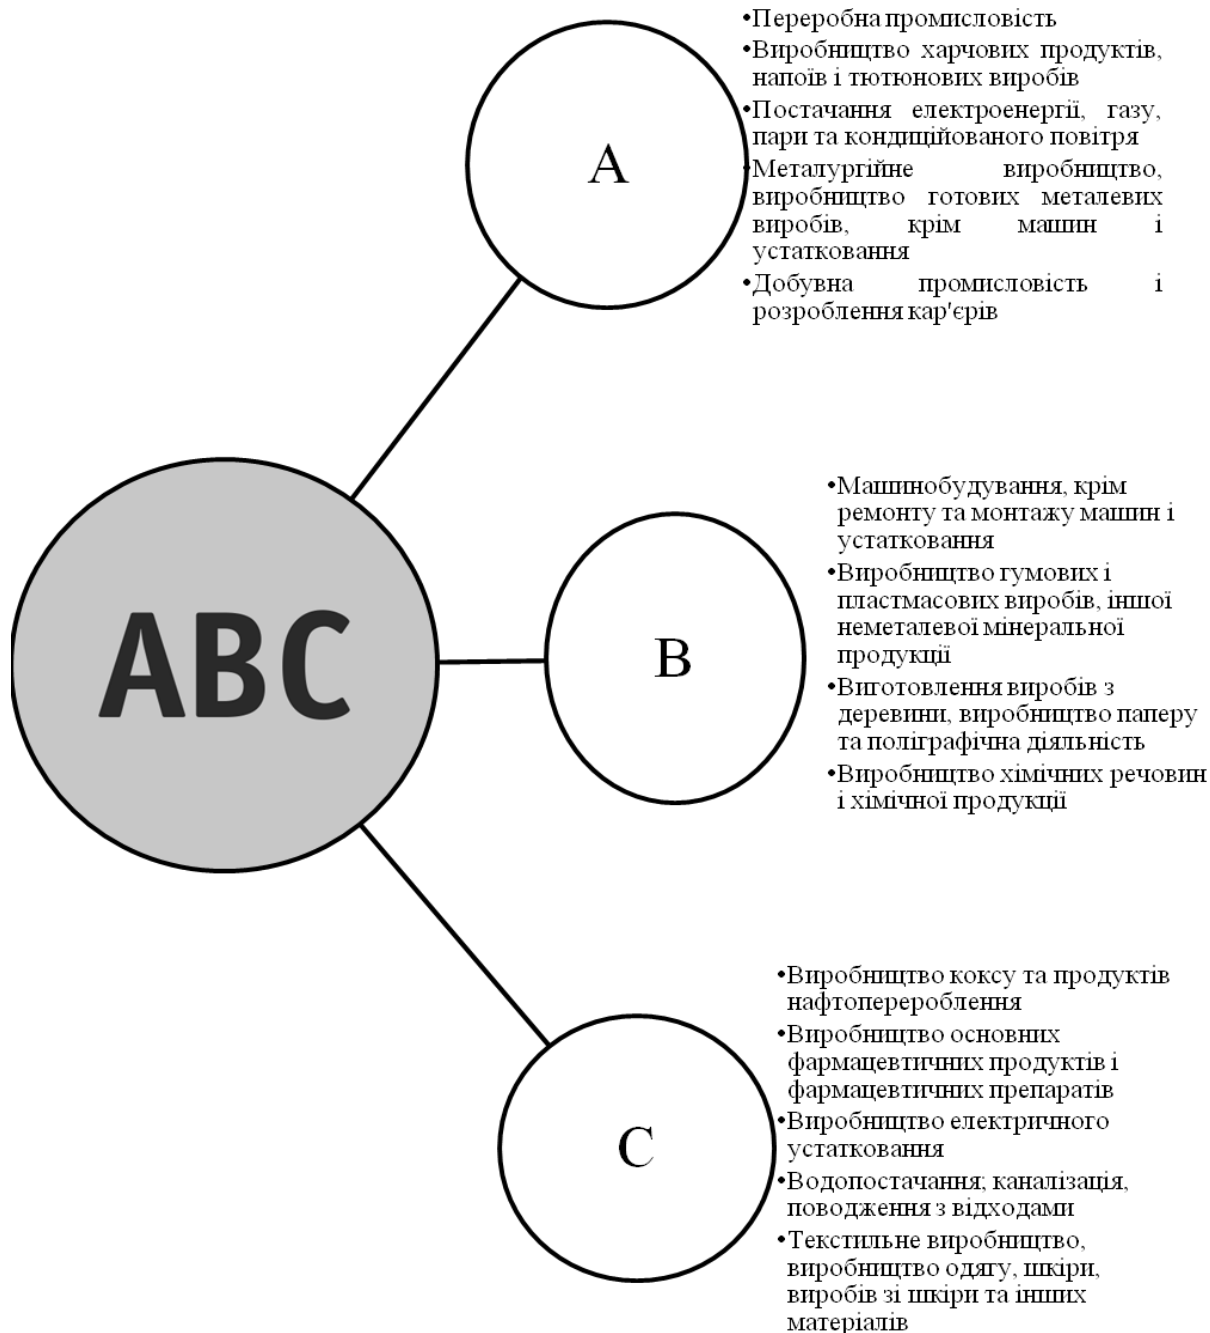 •Переробна промисловість
•Виробництво харчових продуктів,
напоїв і тютюнових виробів
•Постачання електроенергії, газу,
пари та кондиційованого повітря
•Металургійне виробництво,
виробництво готових металевих
виробів, крім машин і
устатковання
•Добувна промисловість і
розроблення кар'єрів
A
•Машинобудування, крім
ремонту та монтажу машин і
устатковання
•Виробництво гумових і
пластмасових виробів, іншої
неметалевої мінеральної
продукції
•Виготовлення виробів з
деревини, виробництво паперу
та поліграфічна діяльність
•Виробництво хімічних речовин
і хімічної продукції
ABC
B
•Виробництво коксу та продуктів
нафтоперероблення
•Виробництво основних
фармацевтичних продуктів і
фармацевтичних препаратів
•Виробництво електричного
устатковання
•Водопостачання; каналізація,
поводження з відходами
•Текстильне виробництво,
виробництво одягу, шкіри,
виробів зі шкіри та інших
матеріалів
C